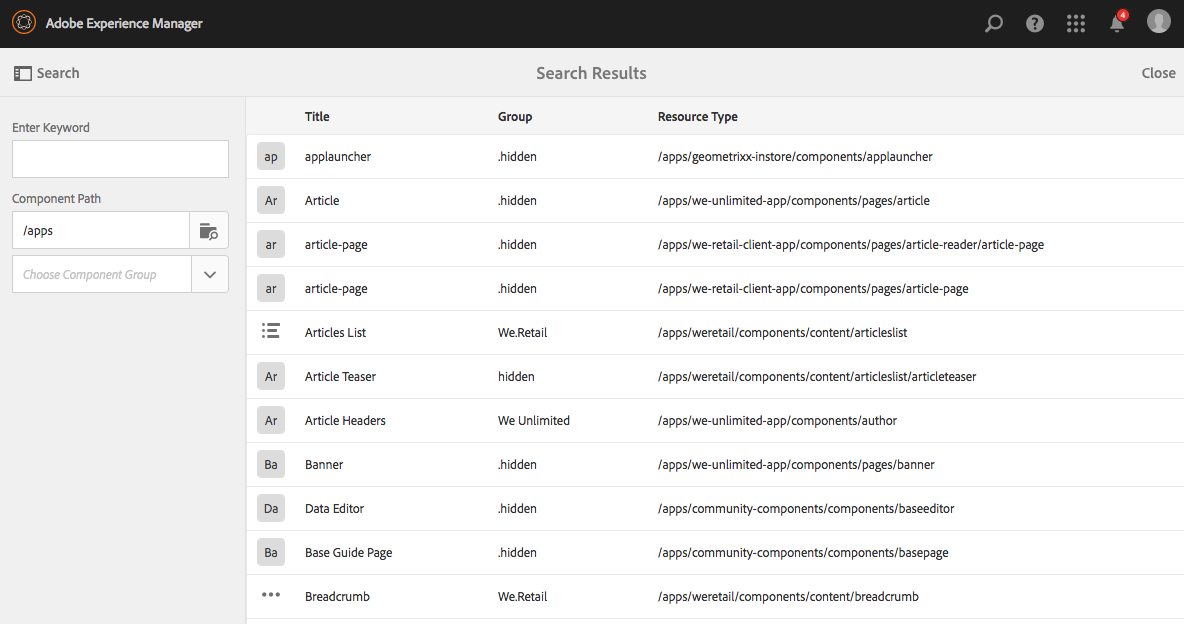 Adobe Experience Manager
4
Search
Search Results
Close
Enter Keyword
Component Path
/apps
Choose Component Group
Title Group Resource Type
ap applauncher .hidden /apps/geometrixx-instore/components/applauncher
Ar Article .hidden /apps/we-unlimited-app/components/pages/article
ar article-page .hidden /apps/we-retail-client-app/components/pages/article-reader/article-page
ar article-page .hidden /apps/we-retail-client-app/components/pages/article-page
Articles List We.Retail /apps/weretail/components/content/articleslist
Ar Article Teaser hidden /apps/weretail/components/content/articleslist/articleteaser
Ar Article Headers We Unlimited /apps/we-unlimited-app/components/author
Ba Banner .hidden /apps/we-unlimited-app/components/pages/banner
Da Data Editor .hidden /apps/community-components/components/baseeditor
Ba Base Guide Page .hidden /apps/community-components/components/basepage
Breadcrumb We.Retail /apps/weretail/components/content/breadcrumb